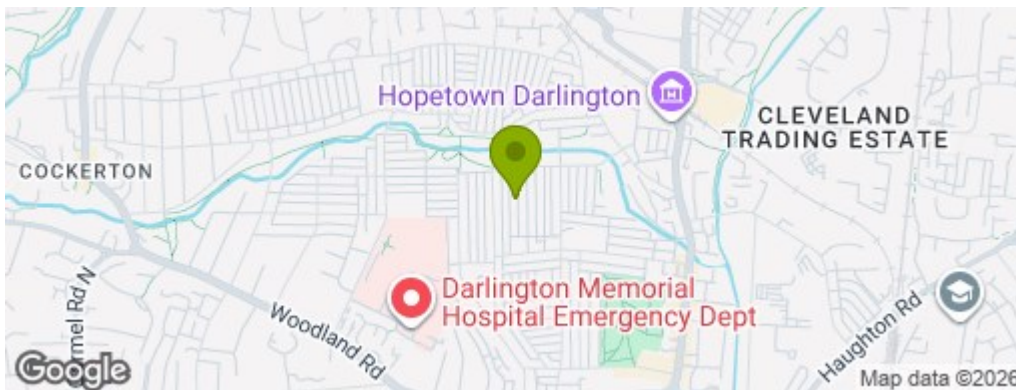 Hopetown Darlington
CLEVELAND
TRADING ESTATE
COCKERTON
Darlington Memorial
Hospital Emergency Dept
Woodland Rd
Haughton Rd
Rd N
Google
Map data ©2026